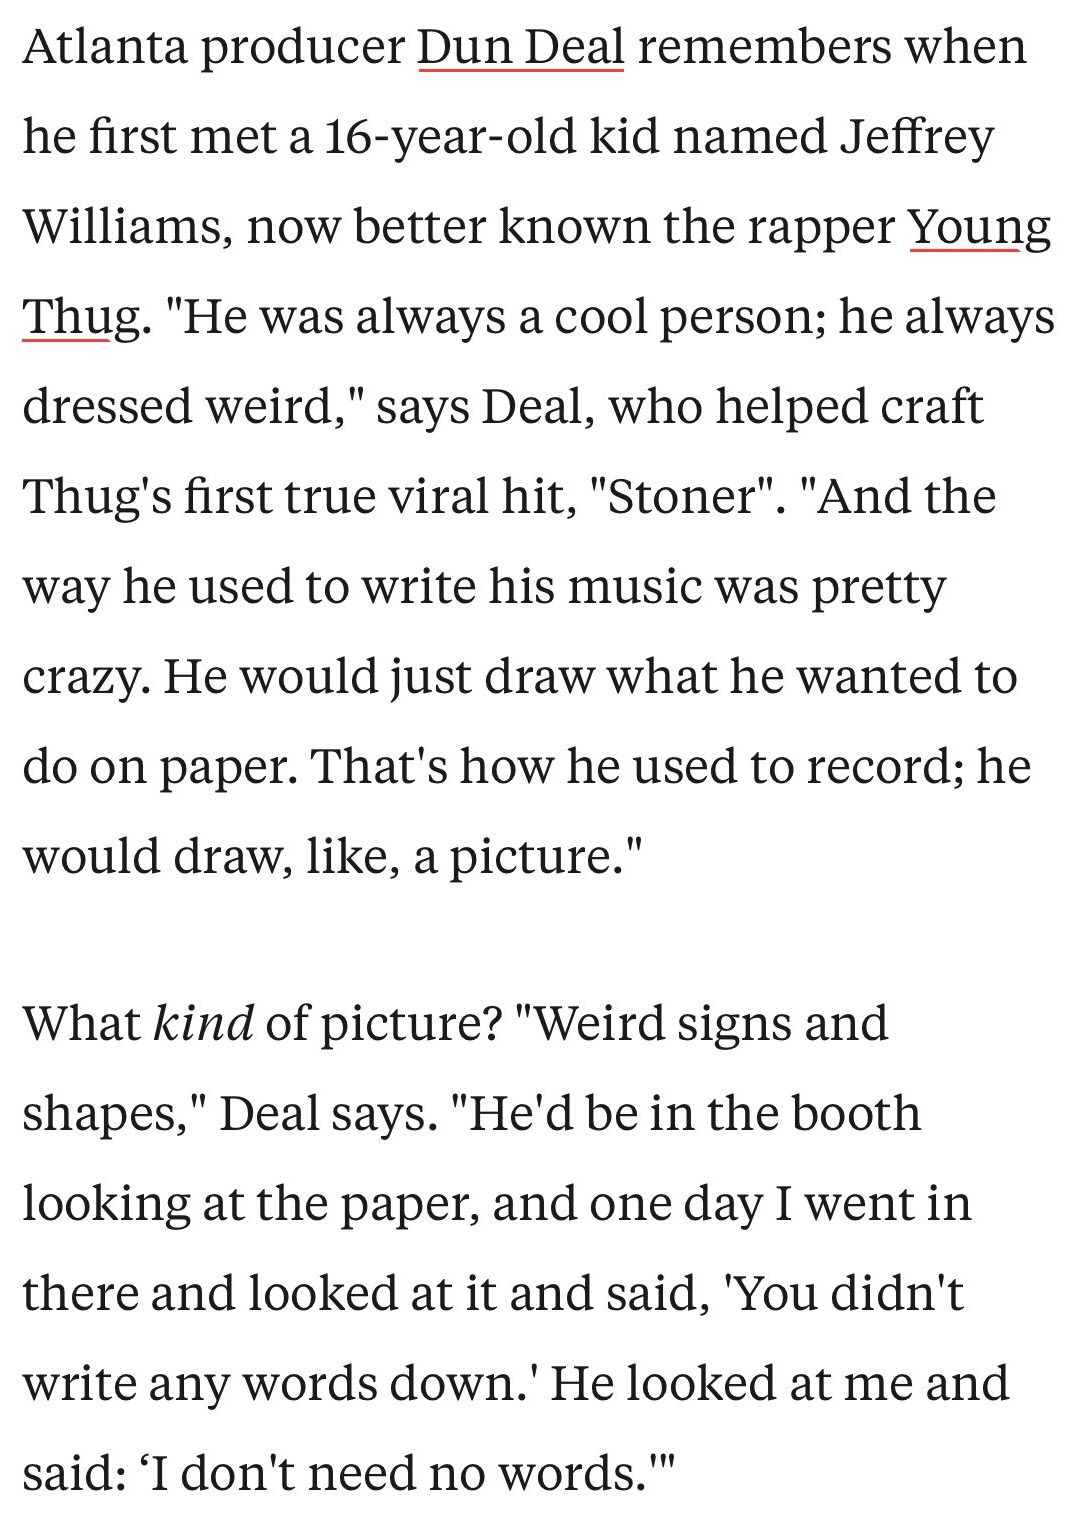 Atlanta producer Dun Deal remembers when
he first met a 16-year-old kid named Jeffrey
Williams, now better known the rapper Young
Thug. "He was always a cool person; he always
dressed weird," says Deal, who helped craft
Thug's first true viral hit, "Stoner". "And the
way he used to write his music was pretty
crazy. He would just draw what he wanted to
do on paper. That's how he used to record; he
would draw, like, a picture."
What kind of picture? "Weird signs and
shapes," Deal says. "He'd be in the booth
looking at the paper, and one day I went in
there and looked at it and said, 'You didn't
write any words down.' He looked at me and
said: ‘I don't need no words.'"